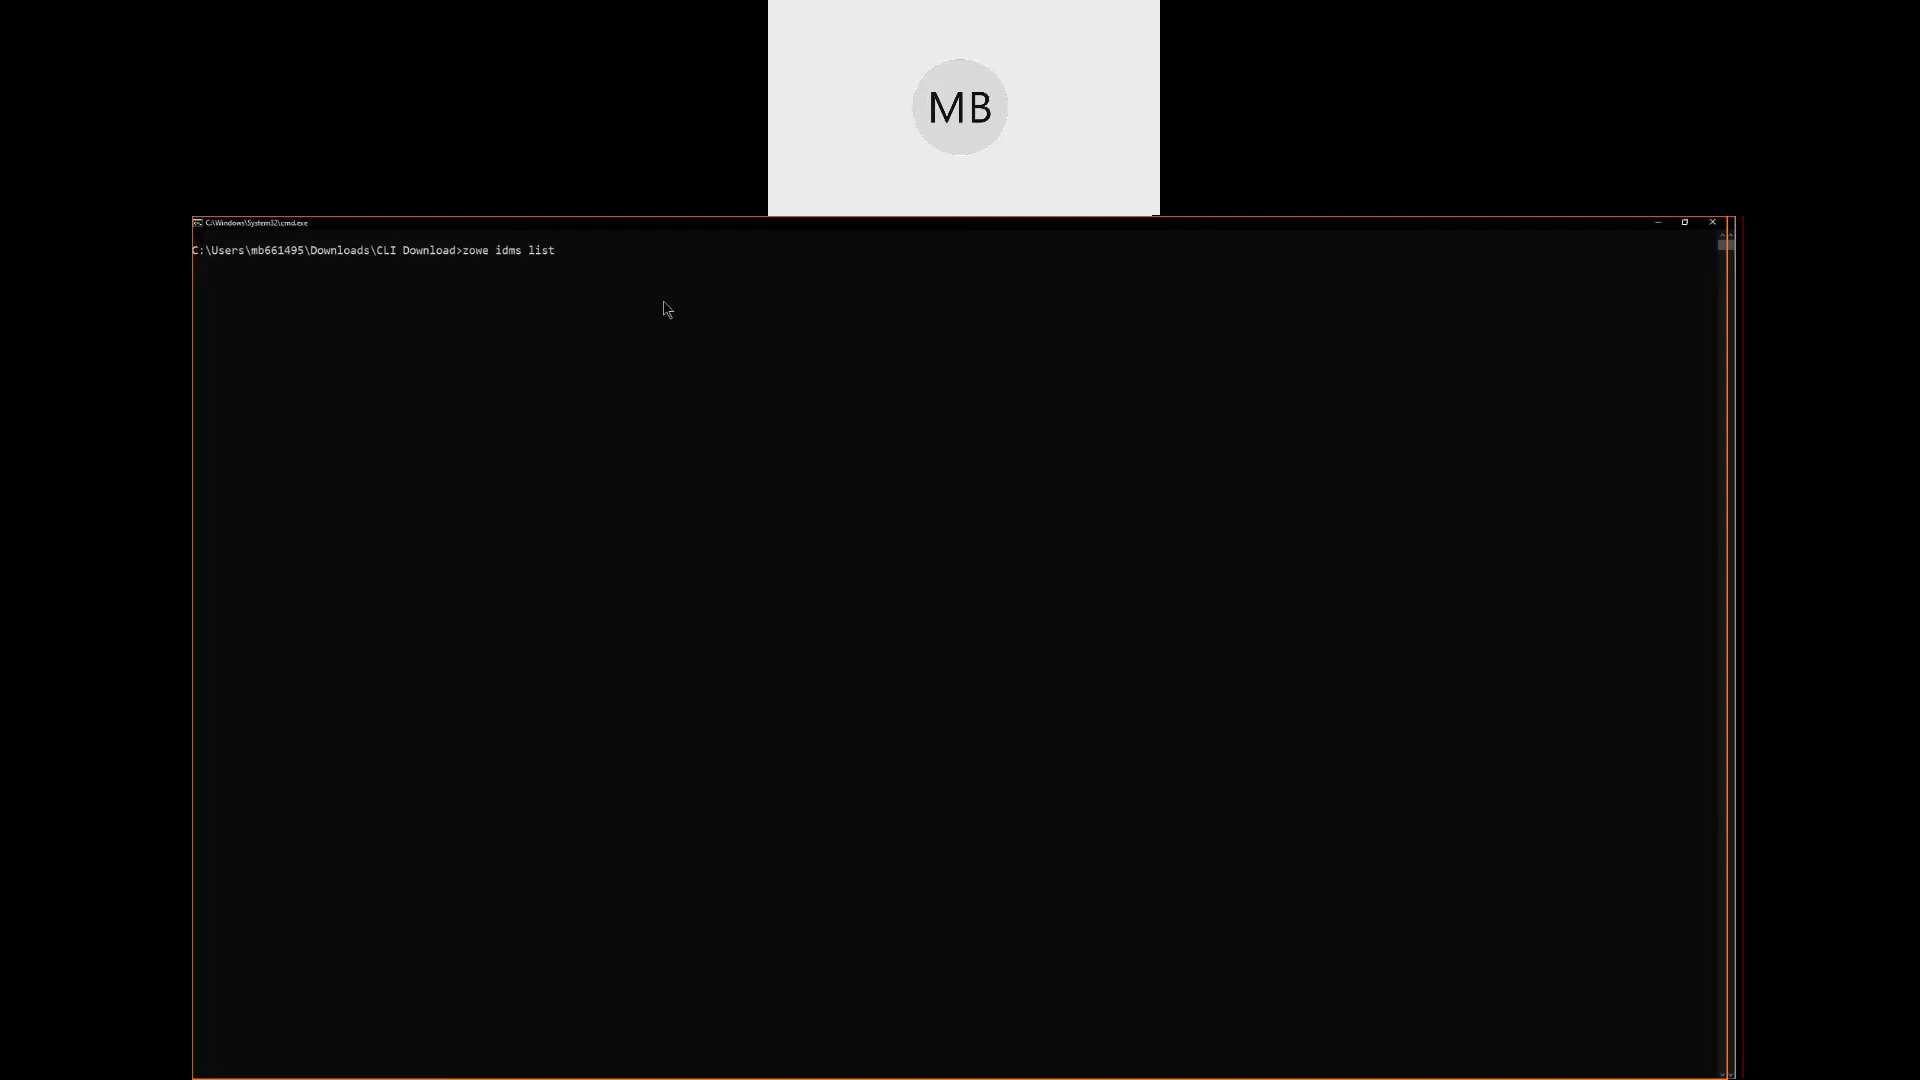 MB
C:\Windows\System32\cmd.exe
C:\Users\mb661495\Downloads\CLI Download>zowe idms list